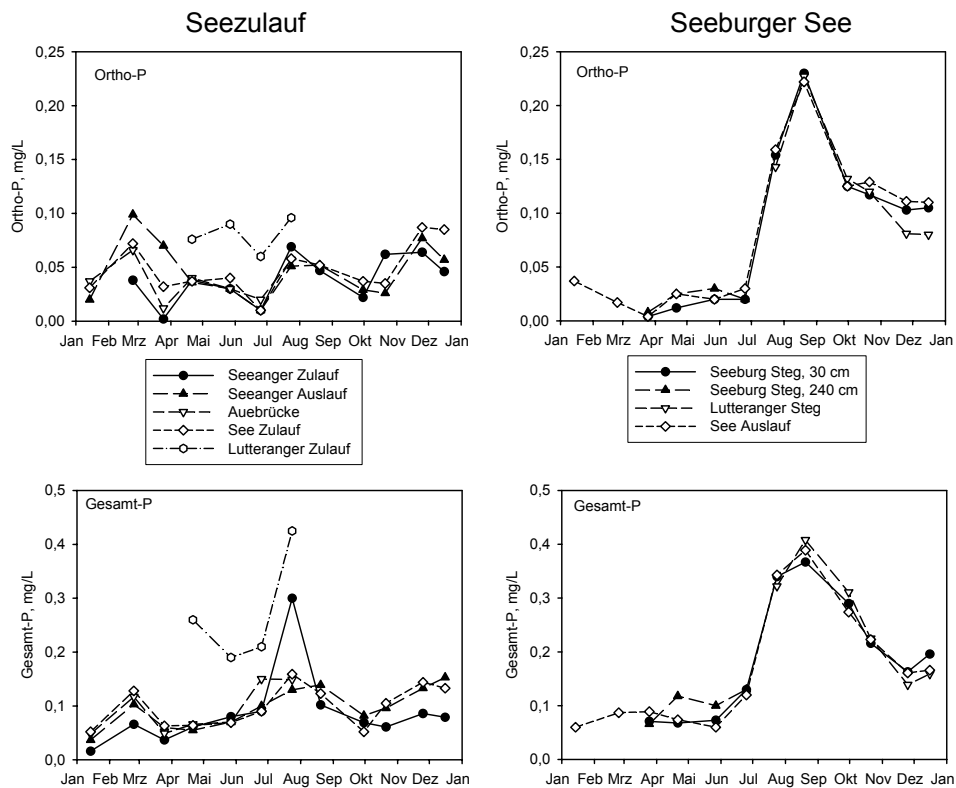 Seezulauf
Seeburger See
0,25
0,20
0,15
0,10
0,05
0,00
Ortho-P, mg/L
Ortho-P
Jan Feb Mrz Apr Mai Jun Jul Aug Sep Okt Nov Dez Jan
0,25
0,20
0,15
0,10
0,05
0,00
Ortho-P, mg/L
Ortho-P
Jan Feb Mrz Apr Mai Jun Jul Aug Sep Okt Nov Dez Jan
Seeanger Zulauf
Seeanger Auslauf
Auebrücke
See Zulauf
Lutteranger Zulauf
Seeburg Steg, 30 cm
Seeburg Steg, 240 cm
Lutteranger Steg
See Auslauf
0,5
0,4
0,3
0,2
0,1
0,0
Gesamt-P, mg/L
Gesamt-P
Jan Feb Mrz Apr Mai Jun Jul Aug Sep Okt Nov Dez Jan
0,5
0,4
0,3
0,2
0,1
0,0
Gesamt-P, mg/L
Gesamt-P
Jan Feb Mrz Apr Mai Jun Jul Aug Sep Okt Nov Dez Jan